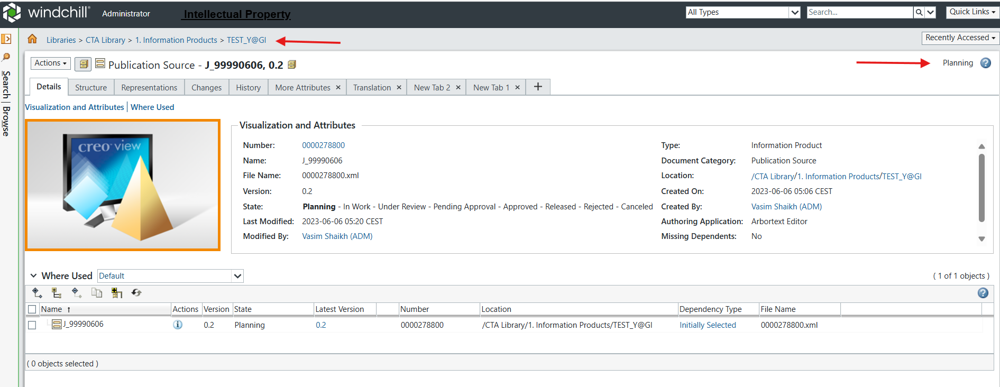 windchill® Administrator Intellectual Property All Types Search... Quick Links
Libraries > CTA Library > 1. Information Products > TEST_Y@GI Recently Accessed
Actions Publication Source - J_99990606, 0.2 Planning
Search | Browse
Details Structure Representations Changes History More Attributes × Translation × New Tab 2 × New Tab 1 × +
Visualization and Attributes | Where Used
creo view
Visualization and Attributes
Number: 0000278800 Type: Information Product
Name: J_99990606 Document Category: Publication Source
File Name: 0000278800.xml Location: /CTA Library/1. Information Products/TEST_Y@GI
Version: 0.2 Created On: 2023-06-06 05:06 CEST
State: Planning - In Work - Under Review - Pending Approval - Approved - Released - Rejected - Canceled Created By: Vasim Shaikh (ADM)
Last Modified: 2023-06-06 05:20 CEST Authoring Application: Arbortext Editor
Modified By: Vasim Shaikh (ADM) Missing Dependents: No
Where Used Default ( 1 of 1 objects )
Name ↑ Actions Version State Latest Version Number Location Dependency Type File Name
J_99990606 0.2 Planning 0.2 0000278800 /CTA Library/1. Information Products/TEST_Y@GI Initially Selected 0000278800.xml
( 0 objects selected )